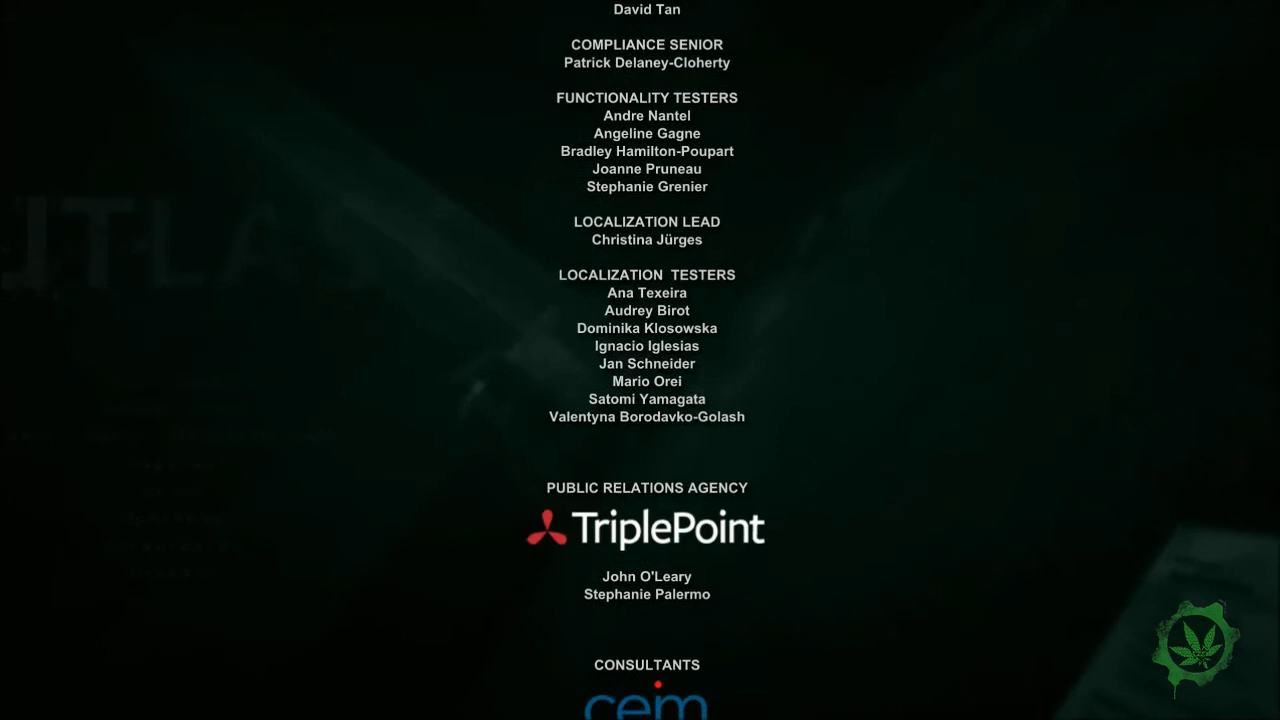 David Tan
COMPLIANCE SENIOR
Patrick Delaney-Cloherty
FUNCTIONALITY TESTERS
Andre Nantel
Angeline Gagne
Bradley Hamilton-Poupart
Joanne Pruneau
Stephanie Grenier
LOCALIZATION LEAD
Christina Jürges
LOCALIZATION TESTERS
Ana Texeira
Audrey Birot
Dominika Klosowska
Ignacio Iglesias
Jan Schneider
Mario Orei
Satomi Yamagata
Valentyna Borodavko-Golash
PUBLIC RELATIONS AGENCY
TriplePoint
John O'Leary
Stephanie Palermo
CONSULTANTS
ceim